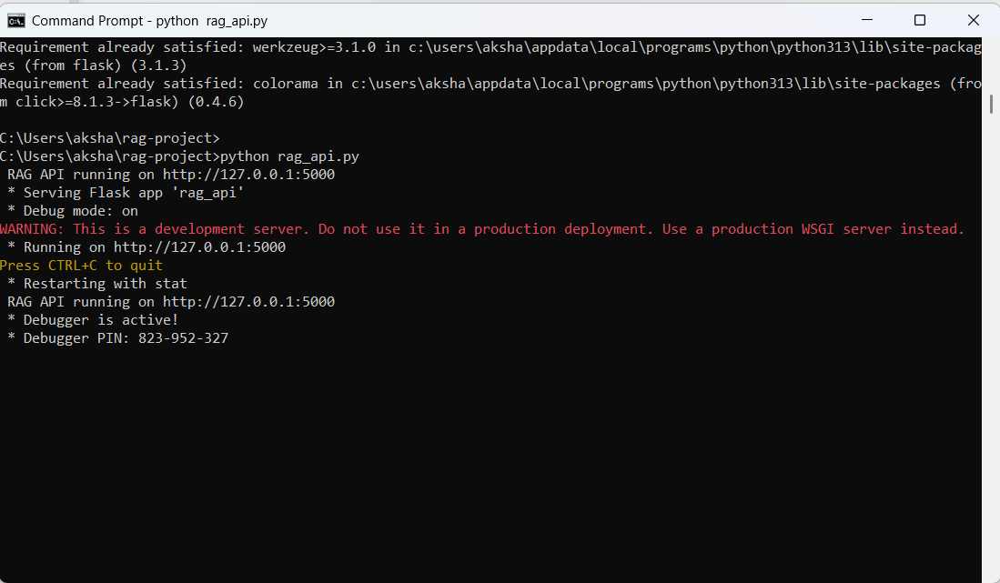 Command Prompt - python  rag_api.py
Requirement already satisfied: werkzeug>=3.1.0 in c:\users\aksha\appdata\local\programs\python\python313\lib\site-packag
es (from flask) (3.1.3)
Requirement already satisfied: colorama in c:\users\aksha\appdata\local\programs\python\python313\lib\site-packages (fro
m click>=8.1.3->flask) (0.4.6)
C:\Users\aksha\rag-project>
C:\Users\aksha\rag-project>python rag_api.py
RAG API running on http://127.0.0.1:5000
* Serving Flask app 'rag_api'
* Debug mode: on
WARNING: This is a development server. Do not use it in a production deployment. Use a production WSGI server instead.
* Running on http://127.0.0.1:5000
Press CTRL+C to quit
* Restarting with stat
RAG API running on http://127.0.0.1:5000
* Debugger is active!
* Debugger PIN: 823-952-327